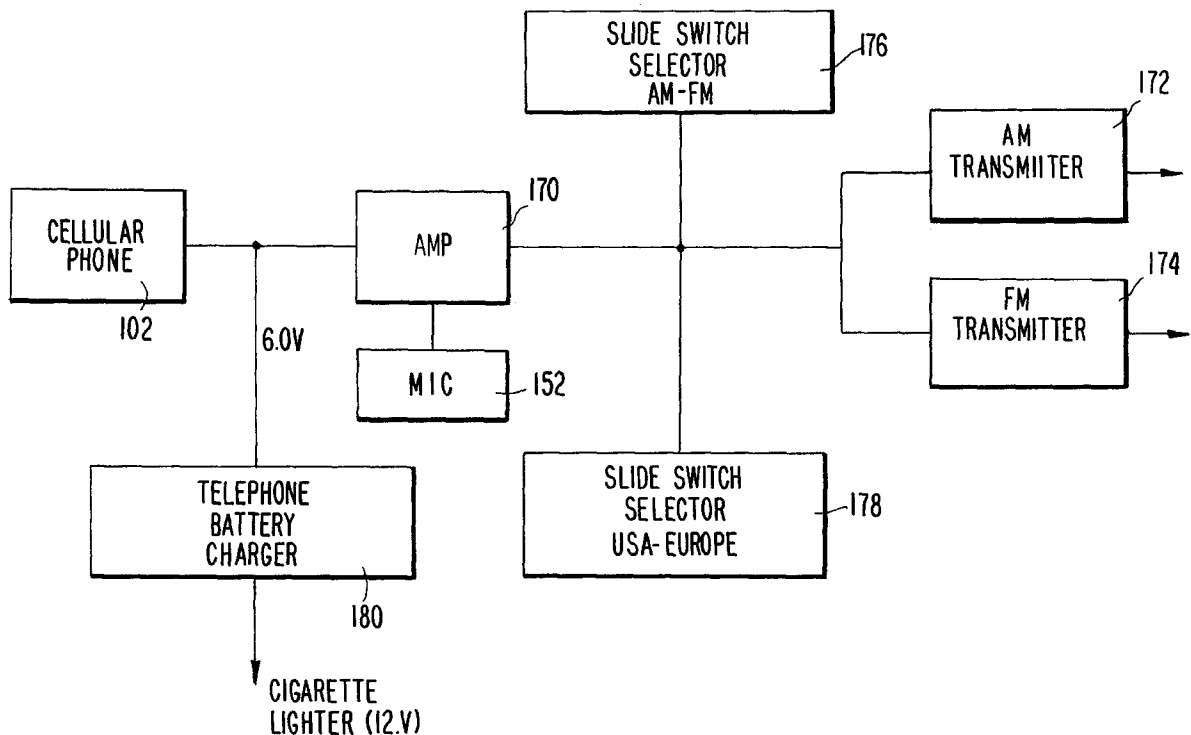 SLIDE SWITCH
SELECTOR
AM-FM
176
172
AM
TRANSMIITER
CELLULAR
PHONE
102
170
AMP
174
FM
TRANSMITTER
6.0V
MIC
152
TELEPHONE
BATTERY
CHARGER
180
SLIDE SWITCH
SELECTOR
USA-EUROPE
178
CIGARETTE
LIGHTER (12.V)